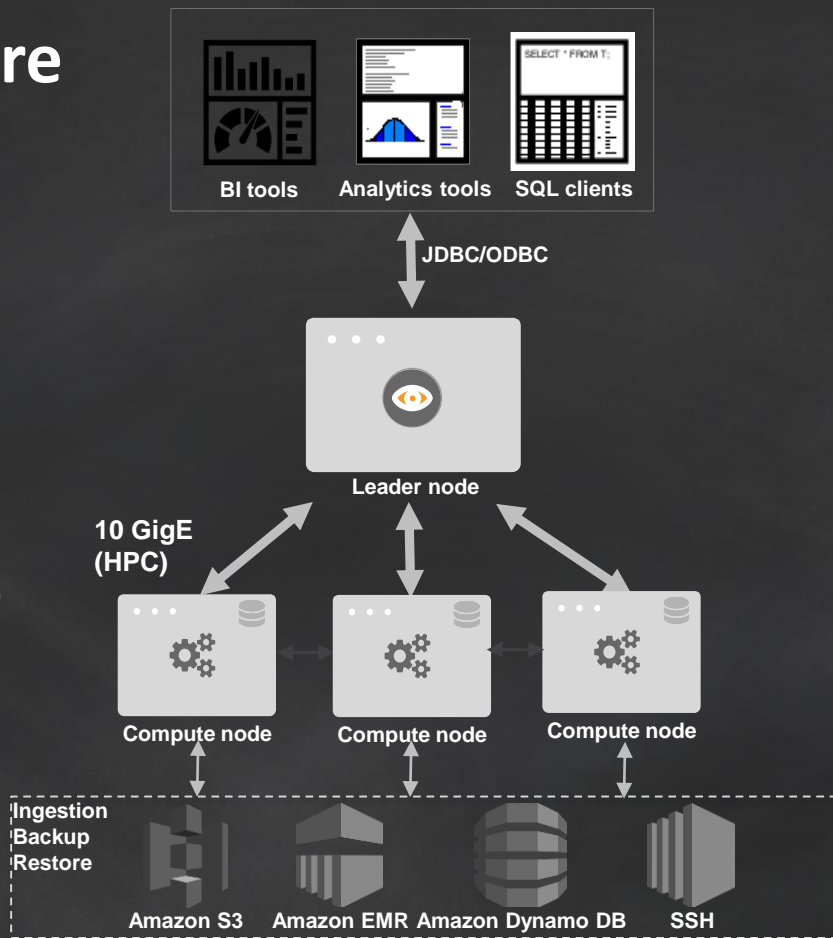 re
SELECT * FROM T;
BI tools
Analytics tools
SQL clients
JDBC/ODBC
Leader node
10 GigE
(HPC)
Compute node
Compute node
Compute node
Ingestion
Backup
Restore
Amazon S3
Amazon EMR
Amazon Dynamo DB
SSH